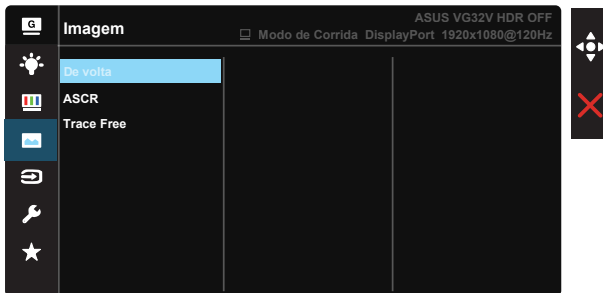 G
Imagem
ASUS VG32V HDR OFF
Modo de Corrida DisplayPort 1920x1080@120Hz
De volta
ASCR
Trace Free